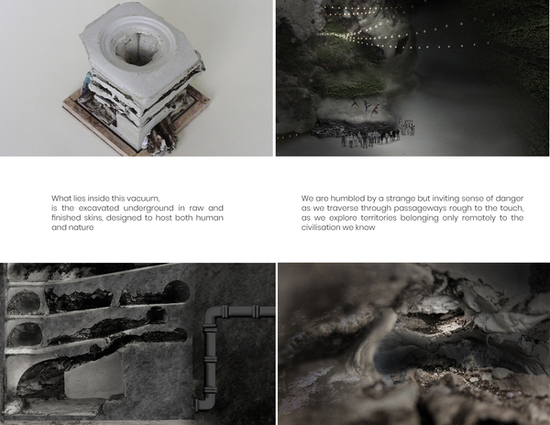 What lies inside this vacuum,
is the excavated underground in raw and
finished skins, designed to host both human
and nature
We are humbled by a strange but inviting sense of danger
as we traverse through passageways rough to the touch,
as we explore territories belonging only remotely to the
civilisation we know